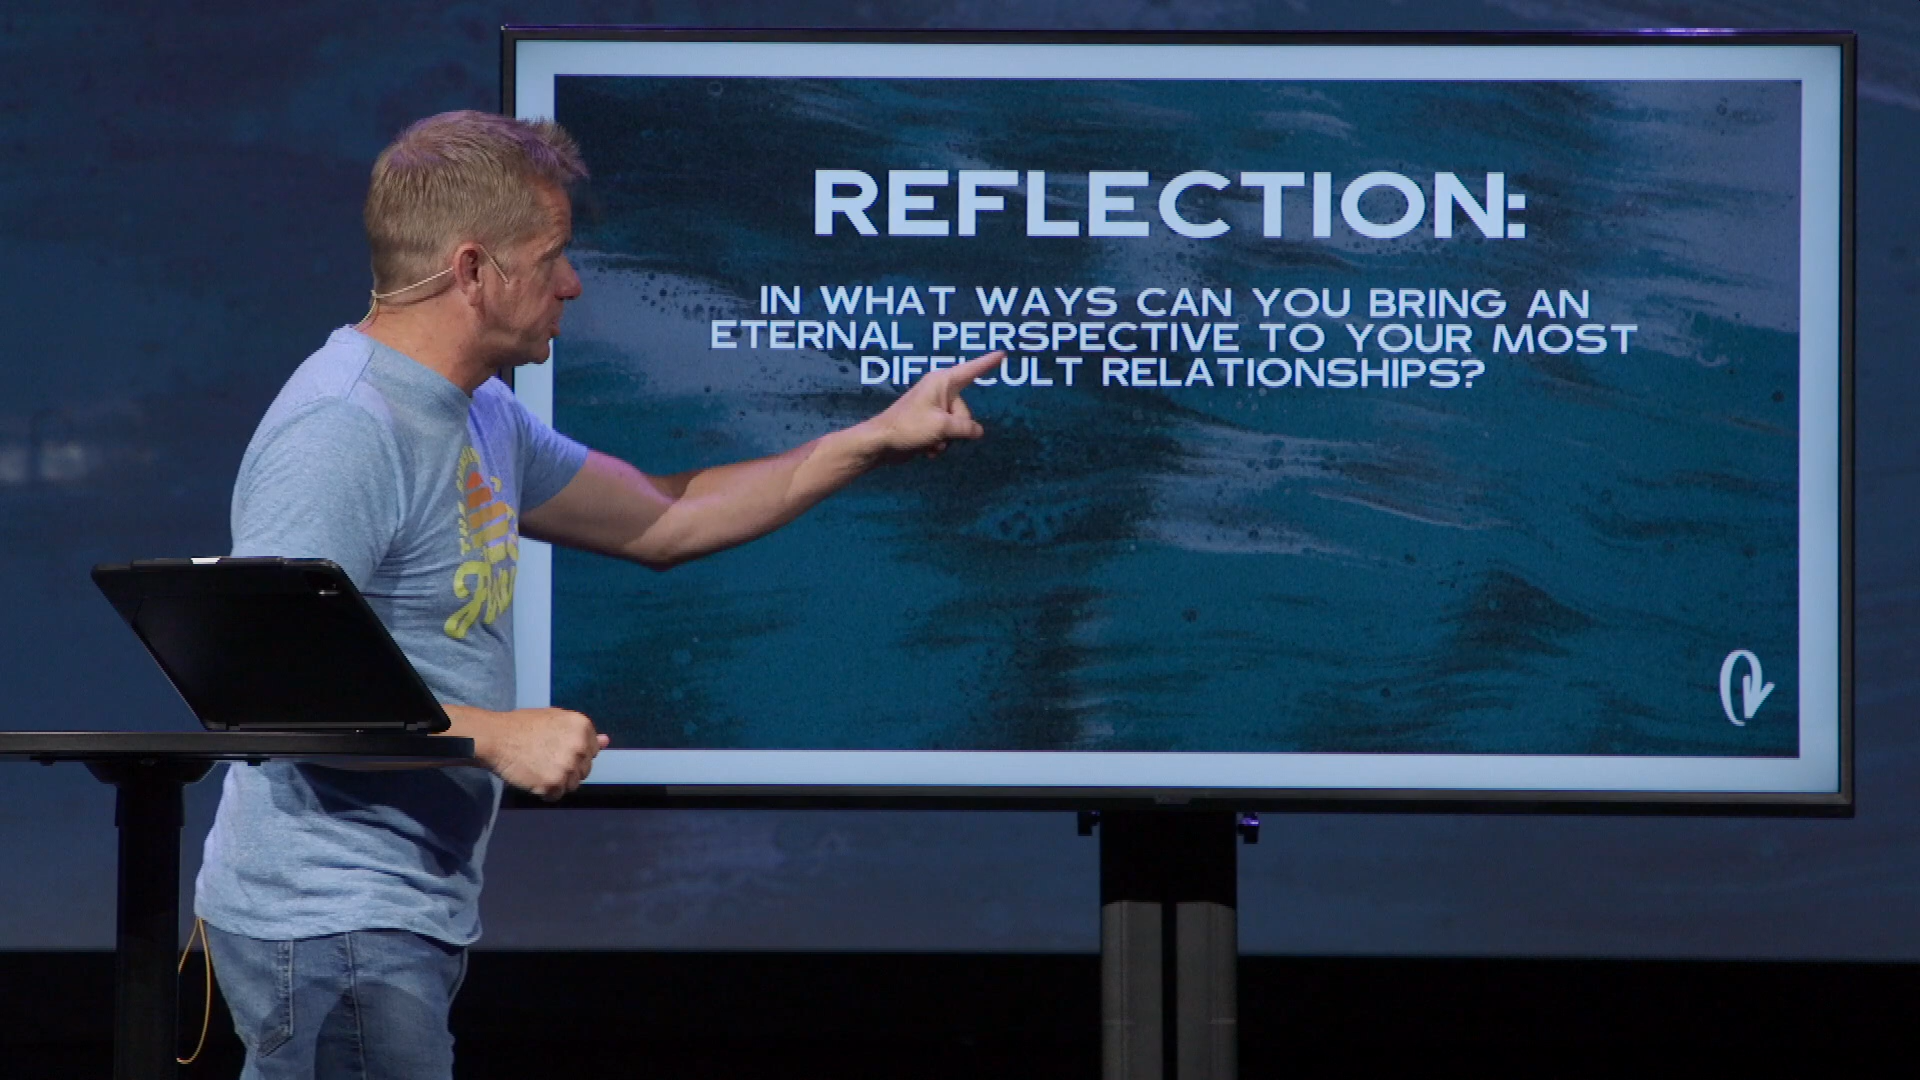 REFLECTION:
IN WHAT WAYS CAN YOU BRING AN
ETERNAL PERSPECTIVE TO YOUR MOST
DIFFICULT RELATIONSHIPS?